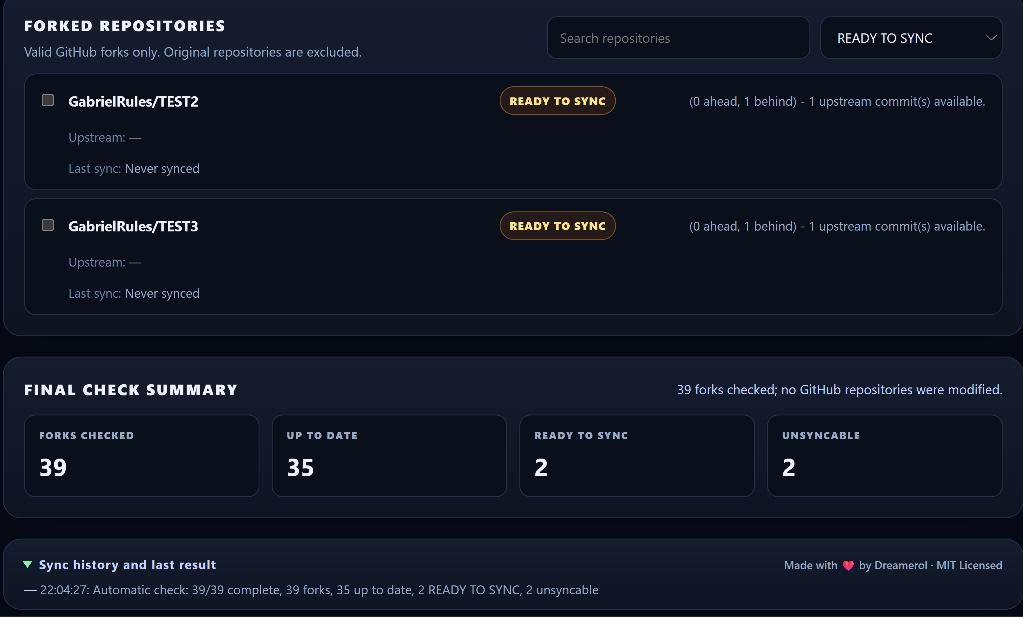 FORKED REPOSITORIES
Search repositories
READY TO SYNC
Valid GitHub forks only. Original repositories are excluded.
GabrielRules/TEST2
READY TO SYNC
(0 ahead, 1 behind) - 1 upstream commit(s) available.
Upstream: —
Last sync: Never synced
GabrielRules/TEST3
READY TO SYNC
(0 ahead, 1 behind) - 1 upstream commit(s) available.
Upstream: —
Last sync: Never synced
FINAL CHECK SUMMARY
39 forks checked; no GitHub repositories were modified.
FORKS CHECKED
39
UP TO DATE
35
READY TO SYNC
2
UNSYNCABLE
2
▼ Sync history and last result
Made with ❤️ by Dreamerol · MIT Licensed
— 22:04:27: Automatic check: 39/39 complete, 39 forks, 35 up to date, 2 READY TO SYNC, 2 unsyncable